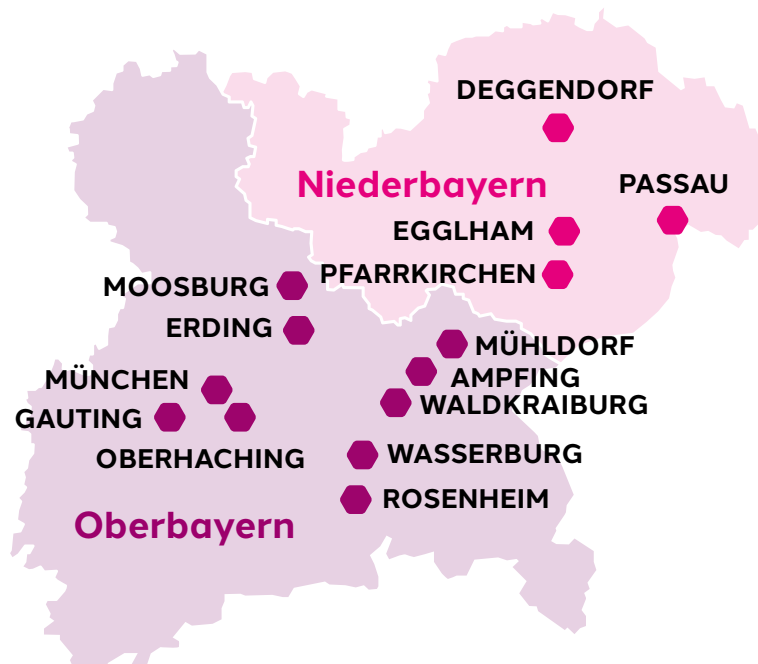 DEGGENDORF
Niederbayern
PASSAU
EGGLHAM
PFARRKIRCHEN
MOOSBURG
ERDING
MÜHLDORF
MÜNCHEN
AMPFING
WALDKRAIBURG
GAUTING
OBERHACHING
WASSERBURG
ROSENHEIM
Oberbayern